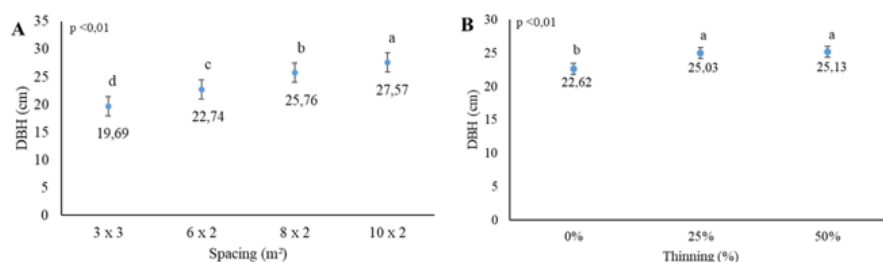 A
p <0,01
DBH (cm)
35
30
25
20
15
10
5
0
d
19,69
c
22,74
b
25,76
a
27,57
3 x 3
6 x 2
8 x 2
10 x 2
Spacing (m²)
B
p <0,01
DBH (cm)
30
25
20
15
10
5
0
b
22,62
a
25,03
a
25,13
0%
25%
50%
Thinning (%)